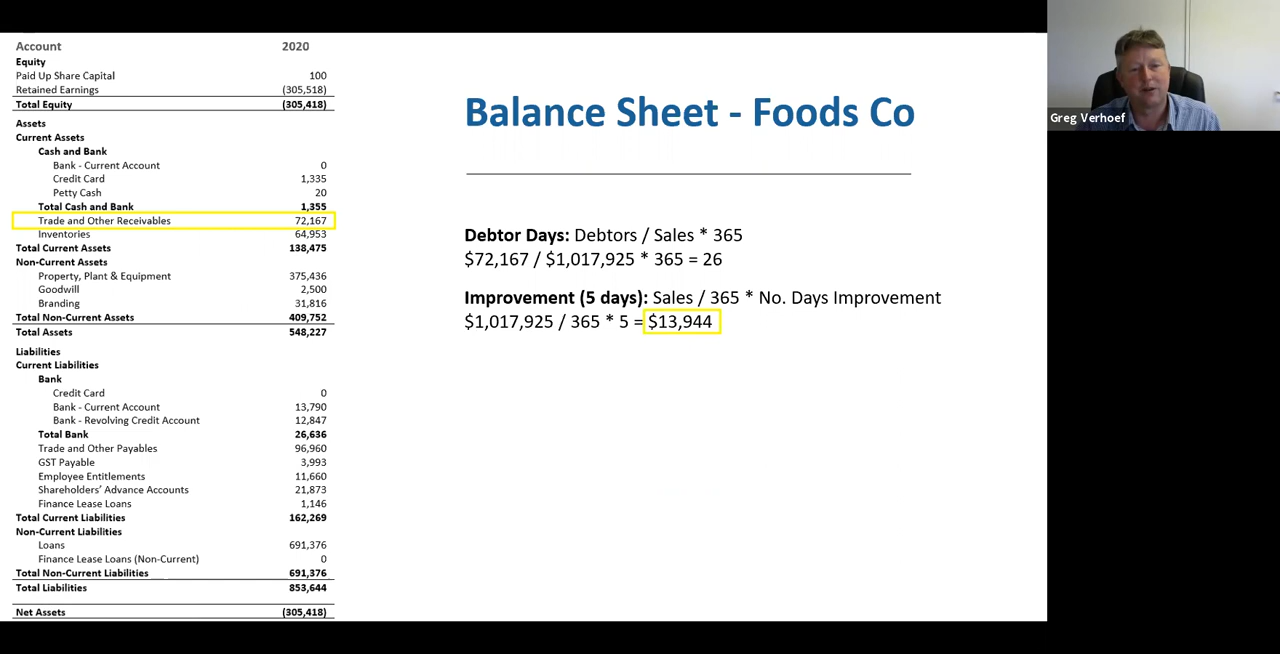 Account 2020
Equity
Paid Up Share Capital 100
Retained Earnings (305,518)
Total Equity (305,418)
Assets
Current Assets
Cash and Bank
Bank - Current Account 0
Credit Card 1,335
Petty Cash 20
Total Cash and Bank 1,355
Trade and Other Receivables 72,167
Inventories 64,953
Total Current Assets 138,475
Non-Current Assets
Property, Plant & Equipment 375,436
Goodwill 2,500
Branding 31,816
Total Non-Current Assets 409,752
Total Assets 548,227
Liabilities
Current Liabilities
Bank
Credit Card 0
Bank - Current Account 13,790
Bank - Revolving Credit Account 12,847
Total Bank 26,636
Trade and Other Payables 96,960
GST Payable 3,993
Employee Entitlements 11,660
Shareholders' Advance Accounts 21,873
Finance Lease Loans 1,146
Total Current Liabilities 162,269
Non-Current Liabilities
Loans 691,376
Finance Lease Loans (Non-Current) 0
Total Non-Current Liabilities 691,376
Total Liabilities 853,644
Net Assets (305,418)
Balance Sheet - Foods Co
Debtor Days: Debtors / Sales * 365
$72,167 / $1,017,925 * 365 = 26
Improvement (5 days): Sales / 365 * No. Days Improvement
$1,017,925 / 365 * 5 = $13,944
Greg Verhoef